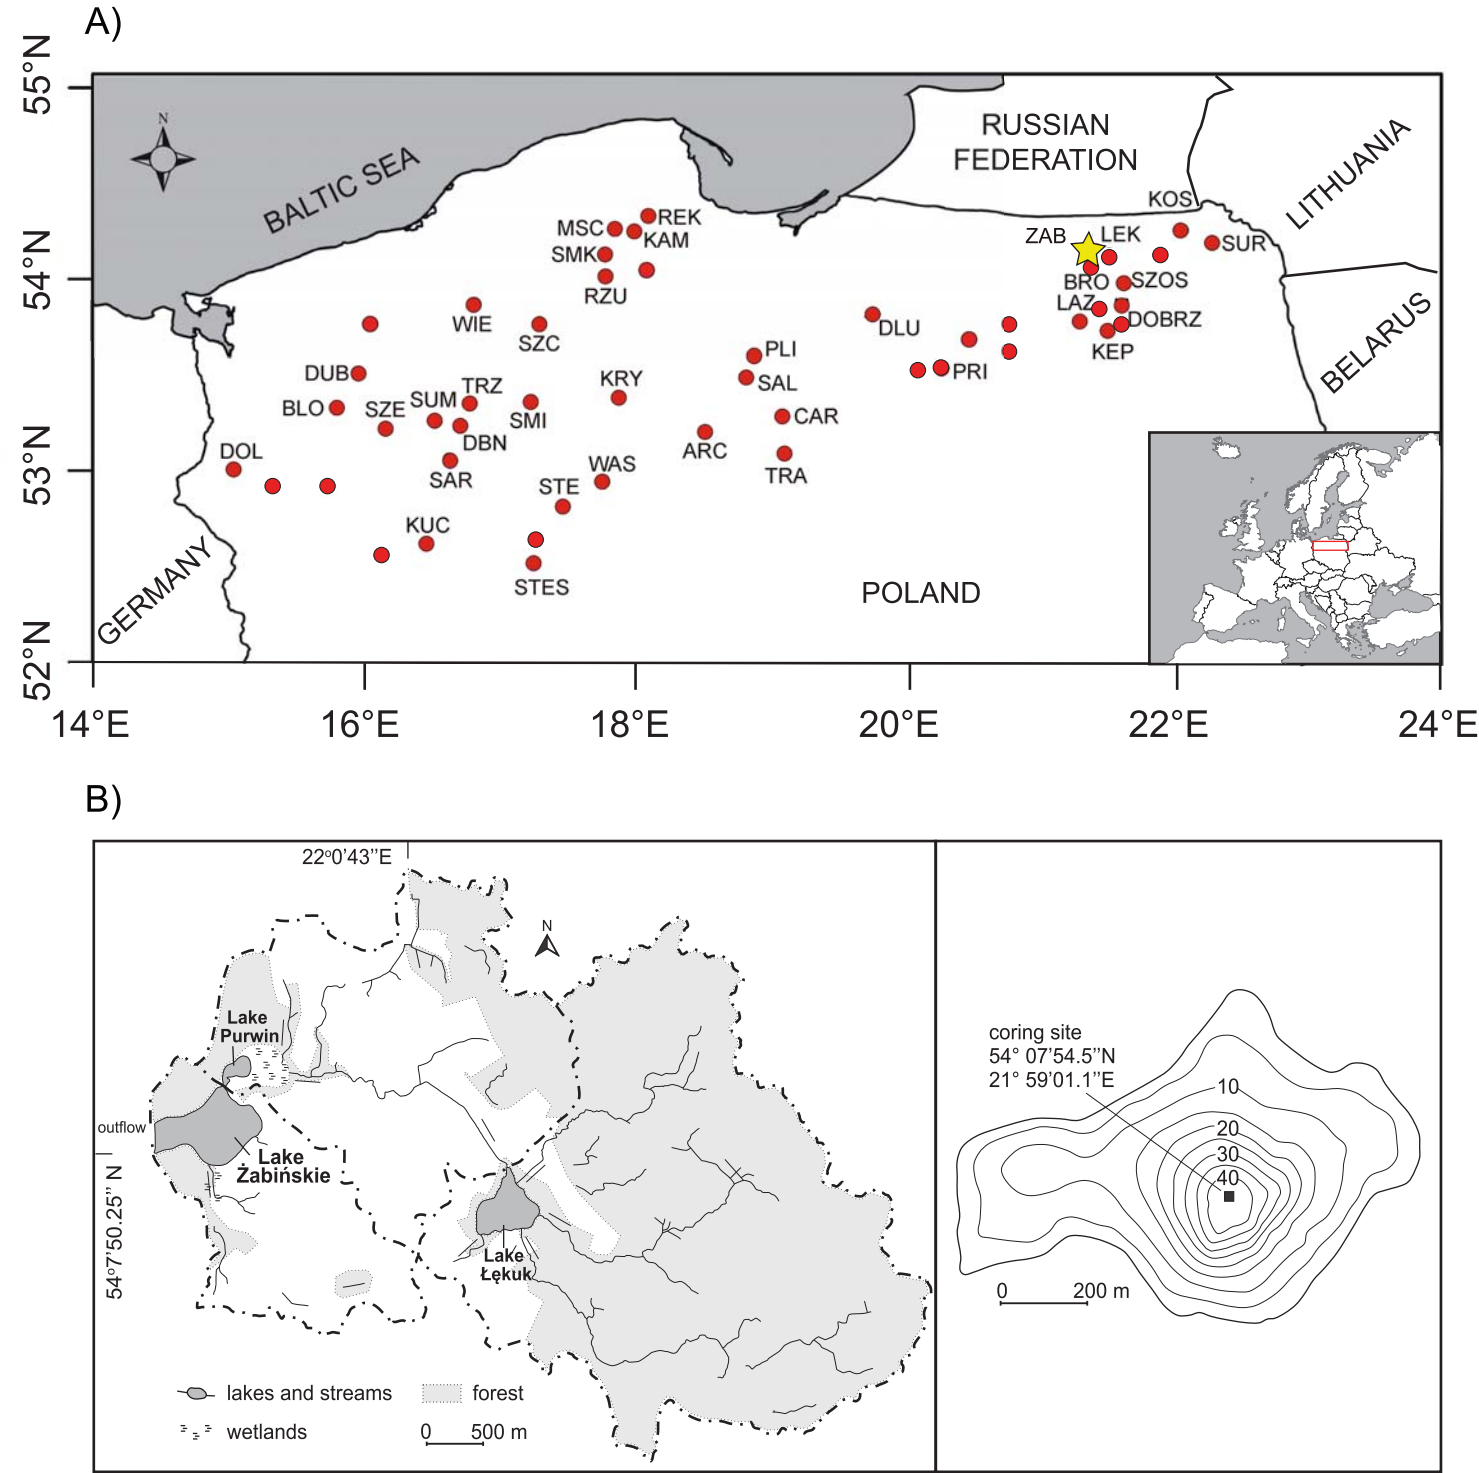 A)
55°N
54°N
53°N
52°N
14°E
16°E
18°E
20°E
22°E
24°E
N
BALTIC SEA
RUSSIAN
FEDERATION
LITHUANIA
BELARUS
GERMANY
POLAND
KOS
SUR
ZAB
LEK
BRO
SZOS
LAZ
DOBRZ
KEP
REK
MSC
KAM
SMK
RZU
WIE
SZC
DLU
PRI
PLI
SAL
CAR
ARC
TRA
DUB
BLO
SZE
SUM
TRZ
DBN
SMI
KRY
DOL
SAR
WAS
STE
KUC
STES
B)
22°0'43''E
N
Lake
Purwin
outflow
Lake
Żabińskie
54°7'50.25'' N
Lake
Łękuk
lakes and streams
forest
wetlands
0 500 m
coring site
54° 07'54.5''N
21° 59'01.1''E
10
20
30
40
0 200 m